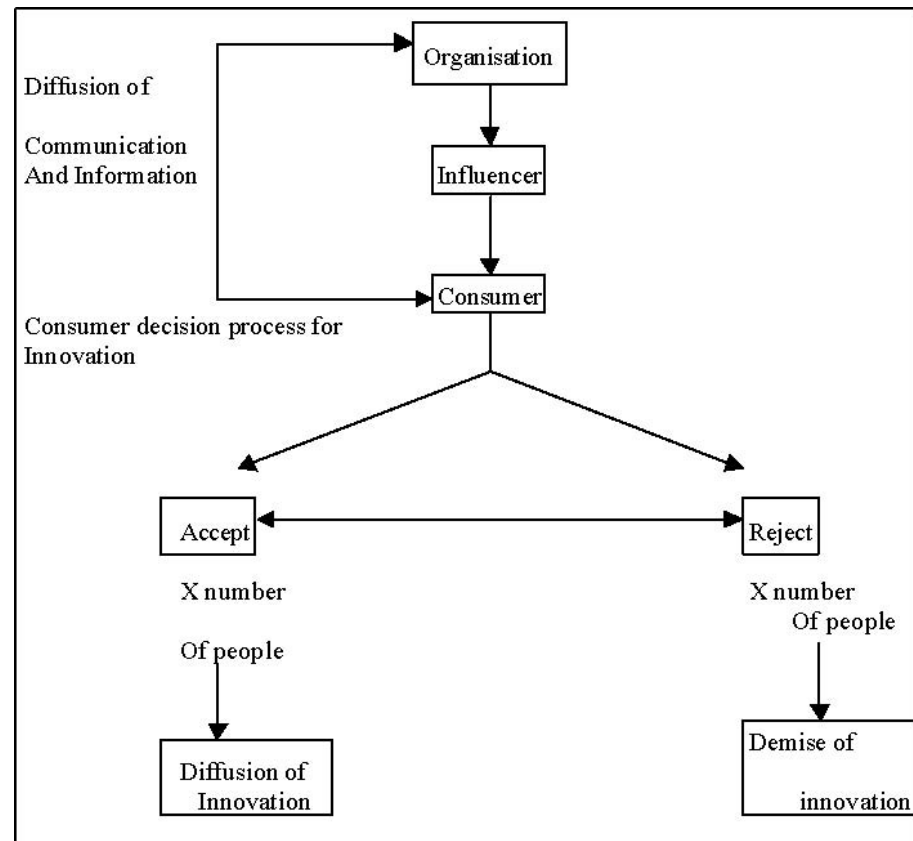 Organisation
Diffusion of
Communication
And Information
Influencer
Consumer
Consumer decision process for
Innovation
Accept
Reject
X number
Of people
X number
Of people
Diffusion of
Innovation
Demise of
innovation